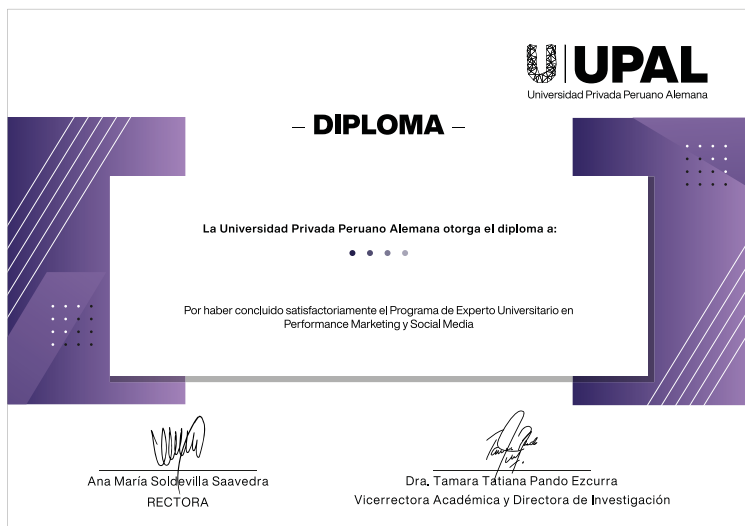 UPAL
Universidad Privada Peruano Alemana
– DIPLOMA –
La Universidad Privada Peruano Alemana otorga el diploma a:
Por haber concluido satisfactoriamente el Programa de Experto Universitario en
Performance Marketing y Social Media
Ana María Soldevilla Saavedra
RECTORA
Dra. Tamara Tatiana Pando Ezcurra
Vicerrectora Académica y Directora de Investigación